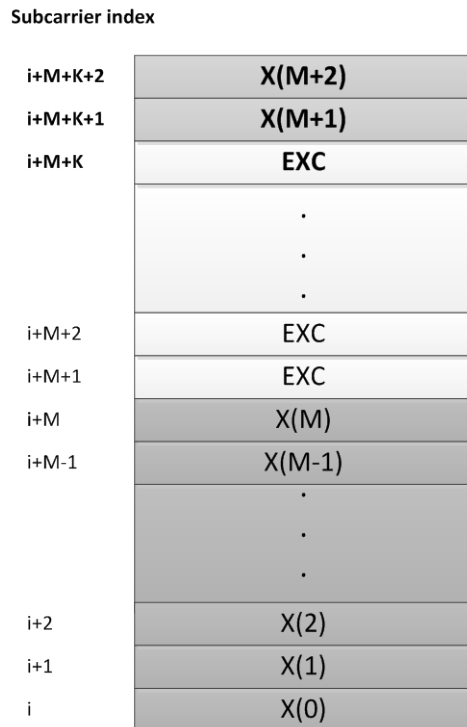 Subcarrier index
i+M+K+2 X(M+2)
i+M+K+1 X(M+1)
i+M+K EXC
.
.
.
i+M+2 EXC
i+M+1 EXC
i+M X(M)
i+M-1 X(M-1)
.
.
.
i+2 X(2)
i+1 X(1)
i X(0)